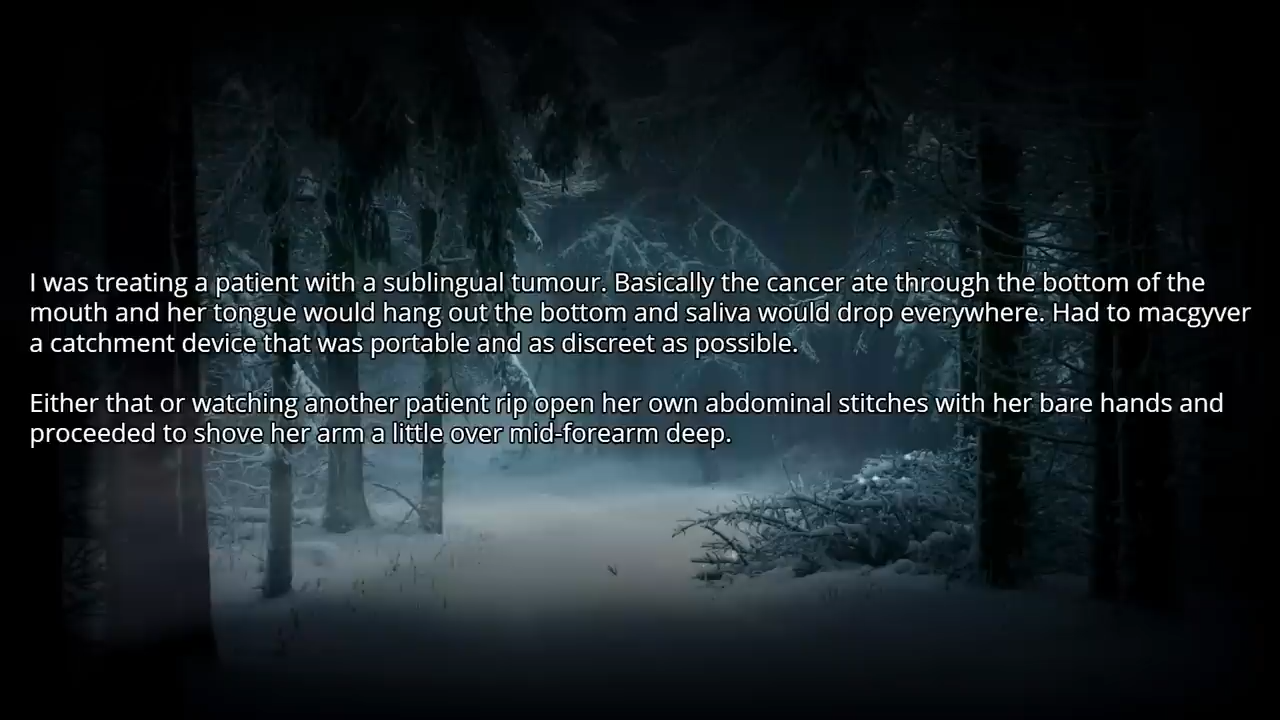 I was treating a patient with a sublingual tumour. Basically the cancer ate through the bottom of the
mouth and her tongue would hang out the bottom and saliva would drop everywhere. Had to macgyver
a catchment device that was portable and as discreet as possible.
Either that or watching another patient rip open her own abdominal stitches with her bare hands and
proceeded to shove her arm a little over mid-forearm deep.